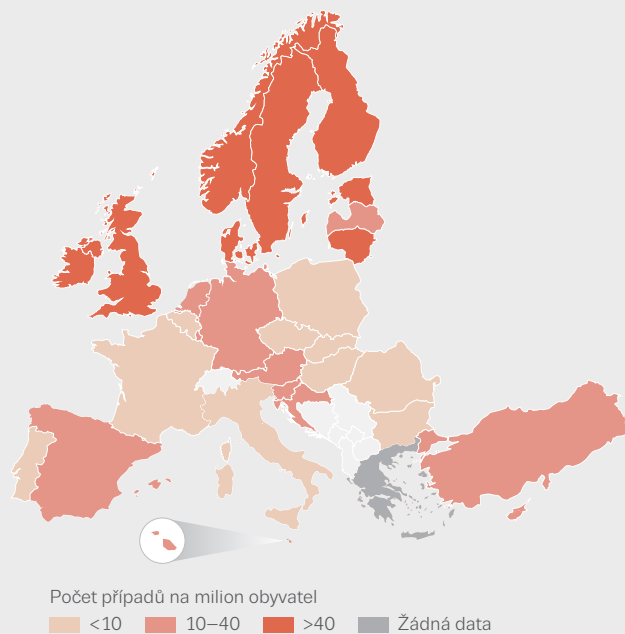 Počet případů na milion obyvatel
<10 10–40 >40 Žádná data